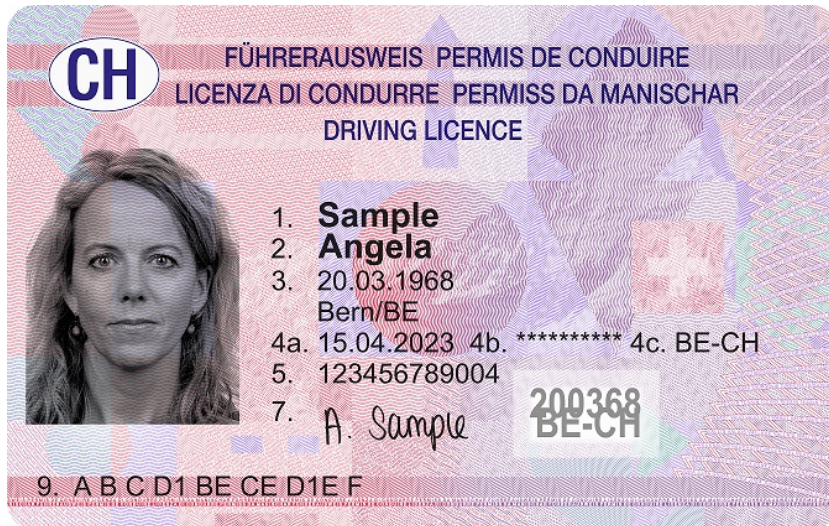 CH
FÜHRERAUSWEIS PERMIS DE CONDUIRE
LICENZA DI CONDURRE PERMISS DA MANISCHAR
DRIVING LICENCE
1. Sample
2. Angela
3. 20.03.1968
Bern/BE
4a. 15.04.2023 4b. ********** 4c. BE-CH
5. 123456789004
7. A. Sample
200368
BE-CH
9. A B C D1 BE CE D1E F